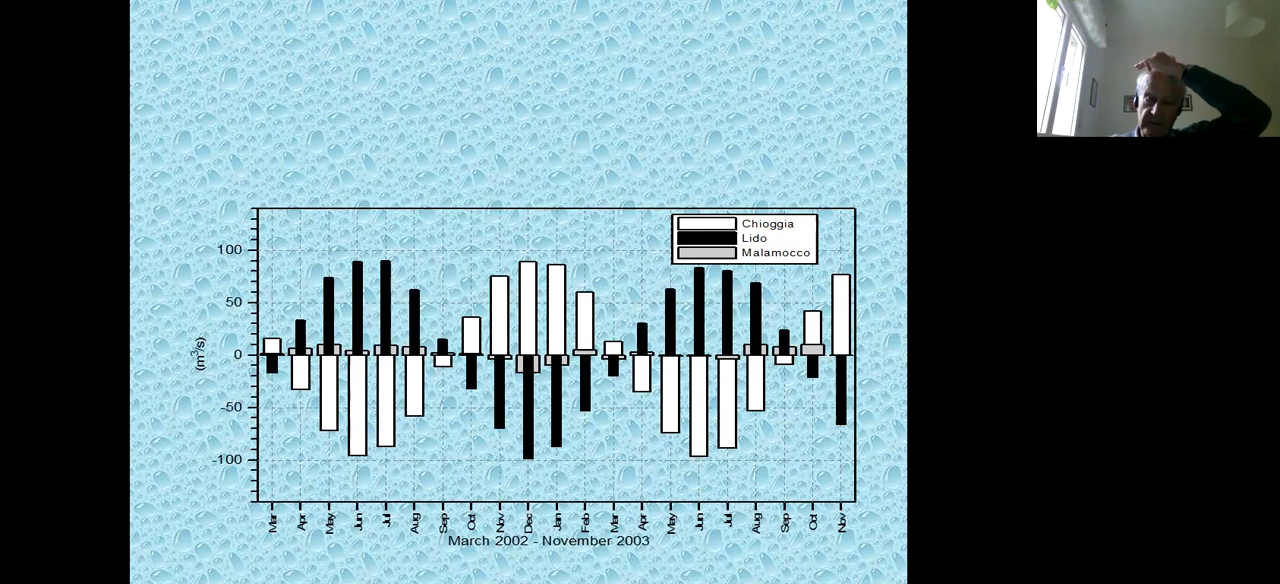 Chioggia
Lido
Malamocco
100
50
0
-50
-100
(m³/s)
Mar Apr May Jun Jul Aug Sep Oct Nov Dec Jan Feb Mar Apr May Jun Jul Aug Sep Oct Nov
March 2002 - November 2003